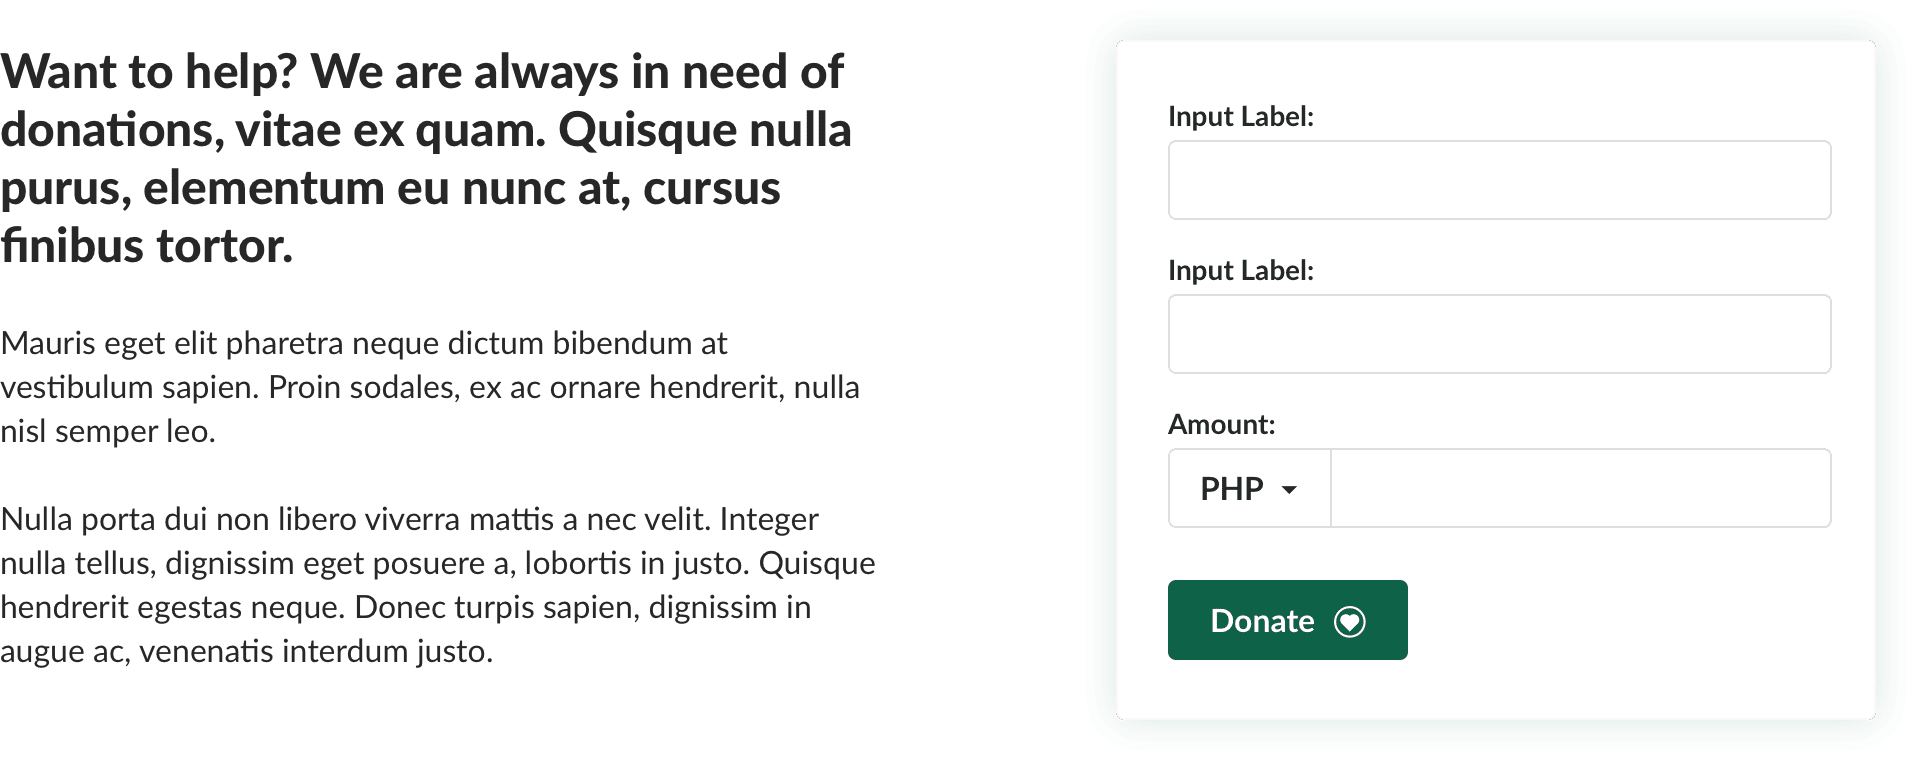 Want to help? We are always in need of
donations, vitae ex quam. Quisque nulla
purus, elementum eu nunc at, cursus
finibus tortor.
Mauris eget elit pharetra neque dictum bibendum at
vestibulum sapien. Proin sodales, ex ac ornare hendrerit, nulla
nisl semper leo.
Nulla porta dui non libero viverra mattis a nec velit. Integer
nulla tellus, dignissim eget posuere a, lobortis in justo. Quisque
hendrerit egestas neque. Donec turpis sapien, dignissim in
augue ac, venenatis interdum justo.
Input Label:
Input Label:
Amount:
PHP
Donate